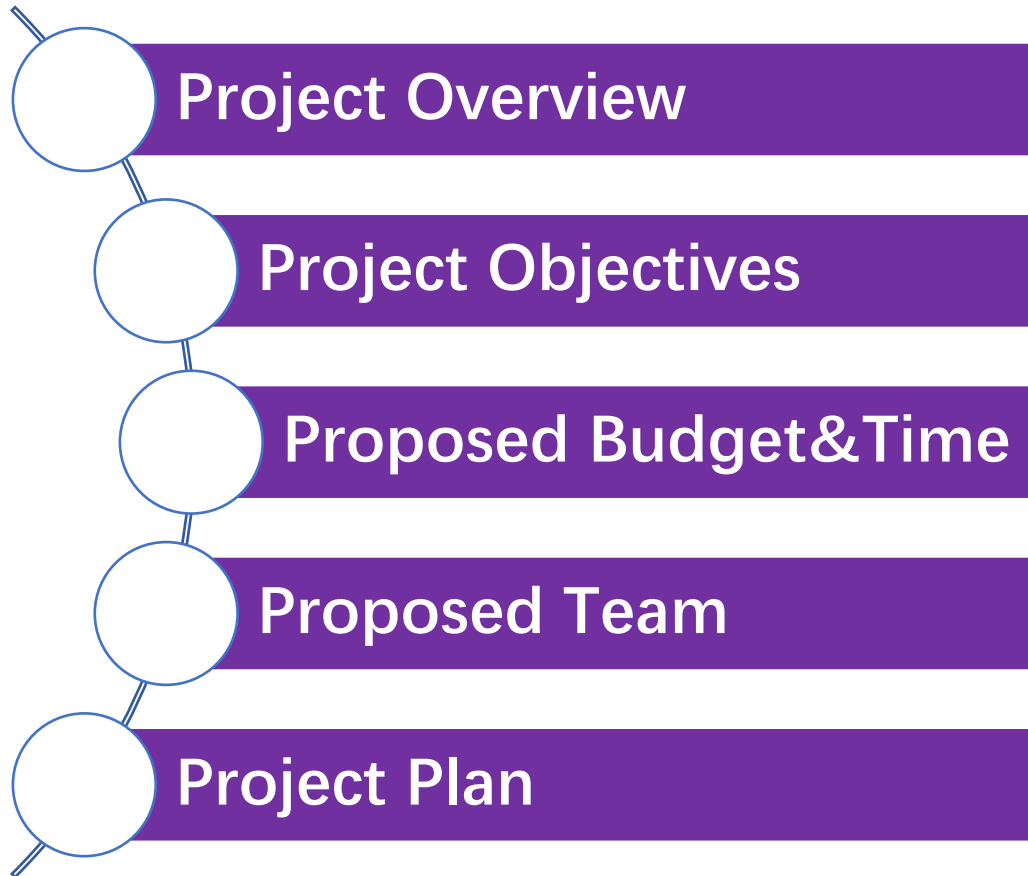 Project Overview
Project Objectives
Proposed Budget&Time
Proposed Team
Project Plan